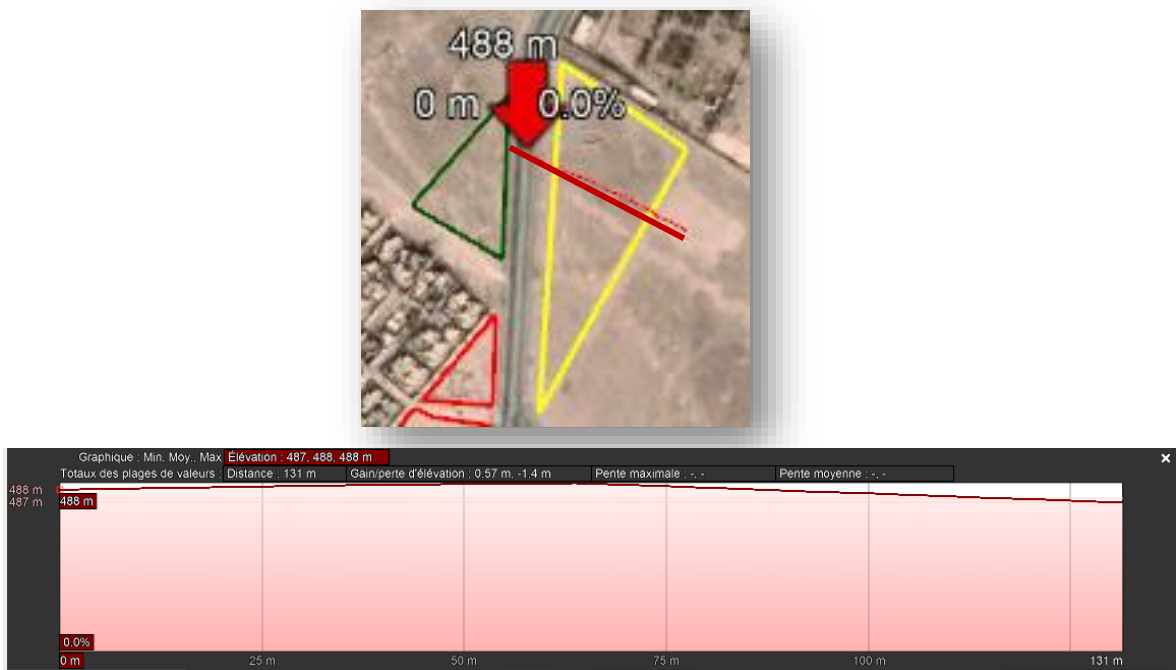 488 m
0 m 0.0%
Graphique : Min. Moy., Max Élévation : 487, 488, 488 m
Totaux des plages de valeurs : Distance : 131 m Gain/perte d'élévation : 0.57 m. -1.4 m Pente maximale : -, - Pente moyenne : -, -
488 m
487 m
488 m
0.0%
0 m 25 m 50 m 75 m 100 m 131 m